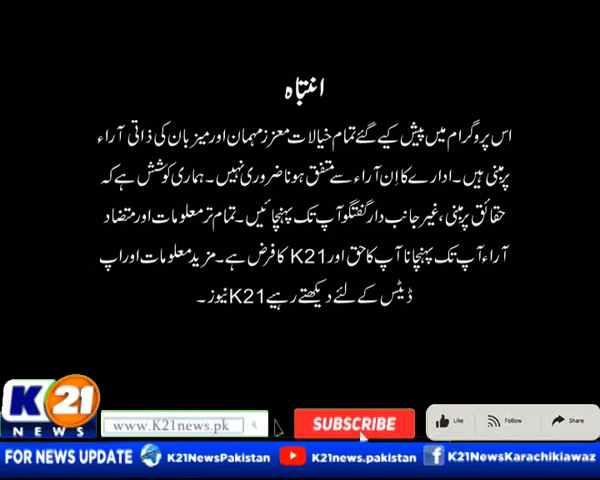 انتباہ
اس پروگرام میں پیش کیے گئے تمام خیالات معزز مہمان اور میزبان کی ذاتی آراء
پر مبنی ہیں۔ ادارے کا اِن آراء سے متفق ہونا ضروری نہیں۔ ہماری کوشش ہے کہ
حقائق پر مبنی، غیر جانب دار گفتگو آپ تک پہنچائیں۔ تمام تر معلومات اور متضاد
آراء آپ تک پہنچانا آپ کا حق اور K21 کا فرض ہے۔ مزید معلومات اور اپ
ڈیٹس کے لئے دیکھتے رہیے K21 نیوز۔
K21
NEWS
www.K21news.pk
SUBSCRIBE
Like
Follow
Share
FOR NEWS UPDATE
K21NewsPakistan
K21news.pakistan
K21NewsKarachikiawaz